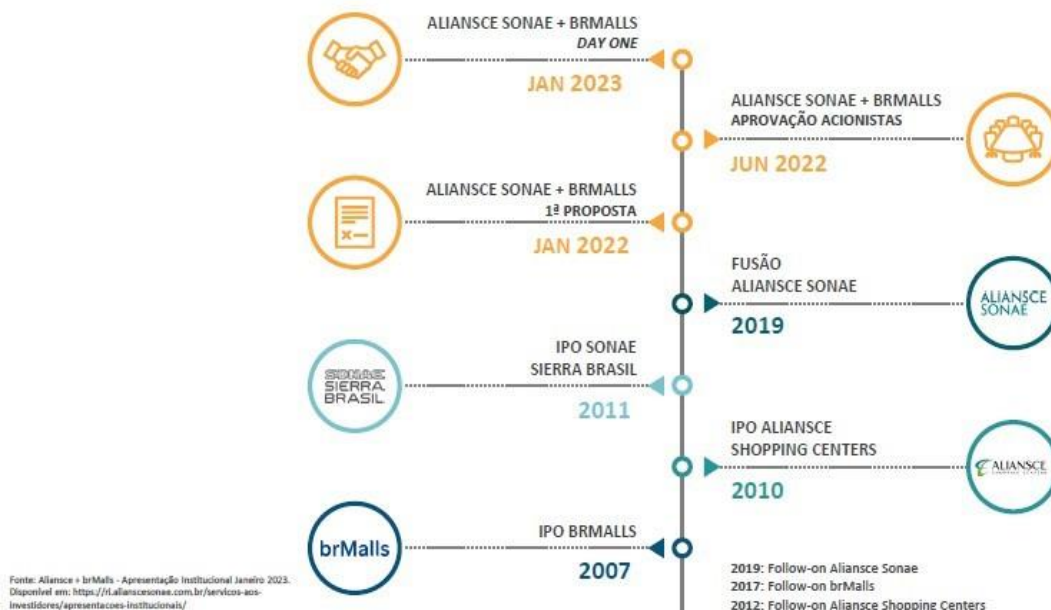 ALIANSCE SONAE + BRMALLS
DAY ONE
JAN 2023
ALIANSCE SONAE + BRMALLS
APROVAÇÃO ACIONISTAS
JUN 2022
ALIANSCE SONAE + BRMALLS
1ª PROPOSTA
JAN 2022
FUSÃO
ALIANSCE SONAE
2019
ALIANSCE
SONAE
IPO SONAE
SIERRA BRASIL
2011
SONAE
SIERRA
BRASIL
IPO ALIANSCE
SHOPPING CENTERS
2010
ALIANSCE
SHOPPING CENTERS
IPO BRMALLS
2007
brMalls
2019: Follow-on Aliansce Sonae
2017: Follow-on brMalls
2012: Follow-on Aliansce Shopping Centers
Fonte: Aliansce + brMalls - Apresentação Institucional Janeiro 2023.
Disponível em: https://ri.alianscesonae.com.br/servicos-aos-
investidores/apresentacoes-institucionais/